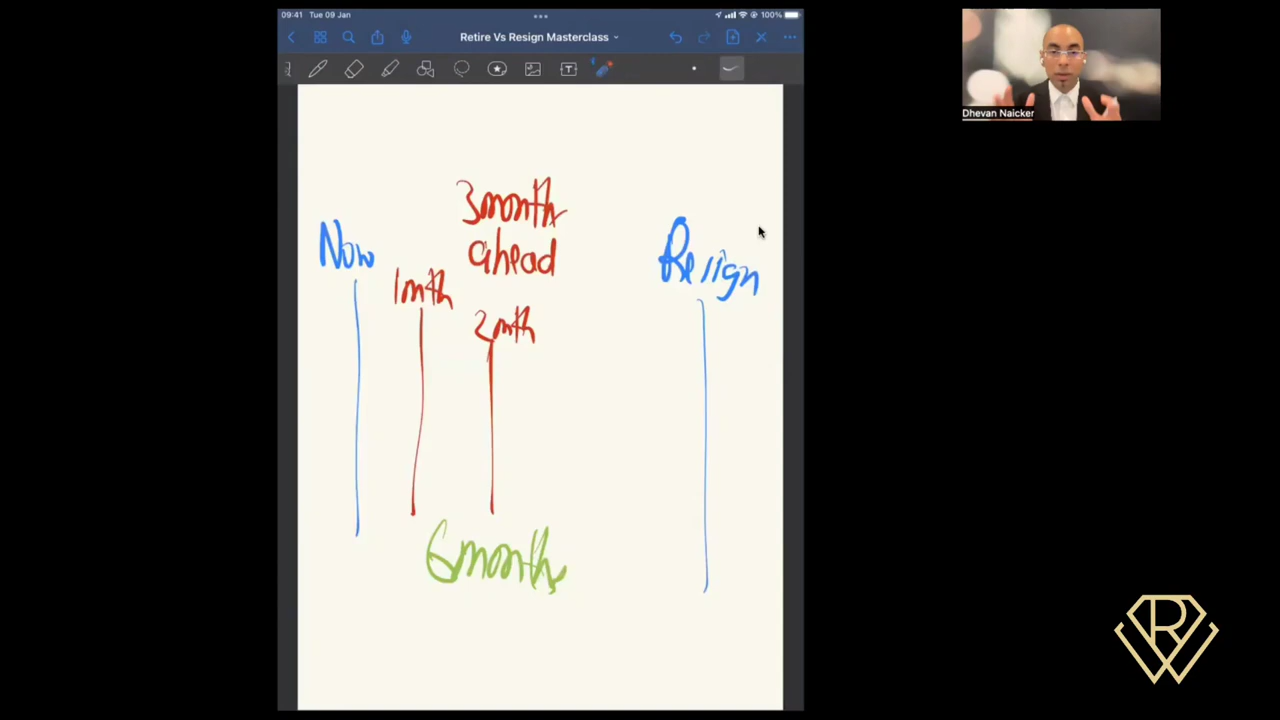 09:41 Tue 09 Jan
100%
Retire Vs Resign Masterclass
Dhevan Naicker
3month
ahead
Now
Resign
1mth
2mth
6months
RW